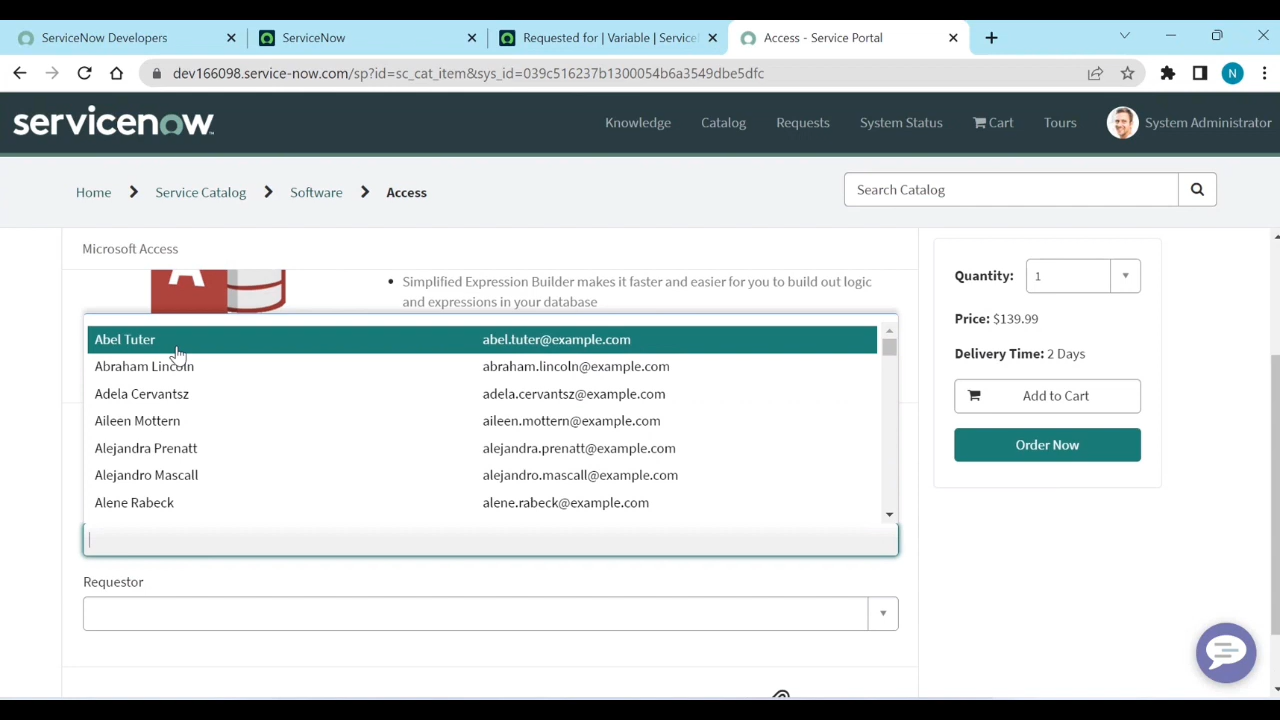 ServiceNow Developers
ServiceNow
Requested for | Variable | Service
Access - Service Portal
dev166098.service-now.com/sp?id=sc_cat_item&sys_id=039c516237b1300054b6a3549dbe5dfc
N
servicenow
Knowledge
Catalog
Requests
System Status
Cart
Tours
System Administrator
Home
Service Catalog
Software
Access
Search Catalog
Microsoft Access
A
Simplified Expression Builder makes it faster and easier for you to build out logic
and expressions in your database
Quantity: 1
Price: $139.99
Delivery Time: 2 Days
Add to Cart
Order Now
Abel Tuter abel.tuter@example.com
Abraham Lincoln abraham.lincoln@example.com
Adela Cervantsz adela.cervantsz@example.com
Aileen Mottern aileen.mottern@example.com
Alejandra Prenatt alejandra.prenatt@example.com
Alejandro Mascall alejandro.mascall@example.com
Alene Rabeck alene.rabeck@example.com
Requestor